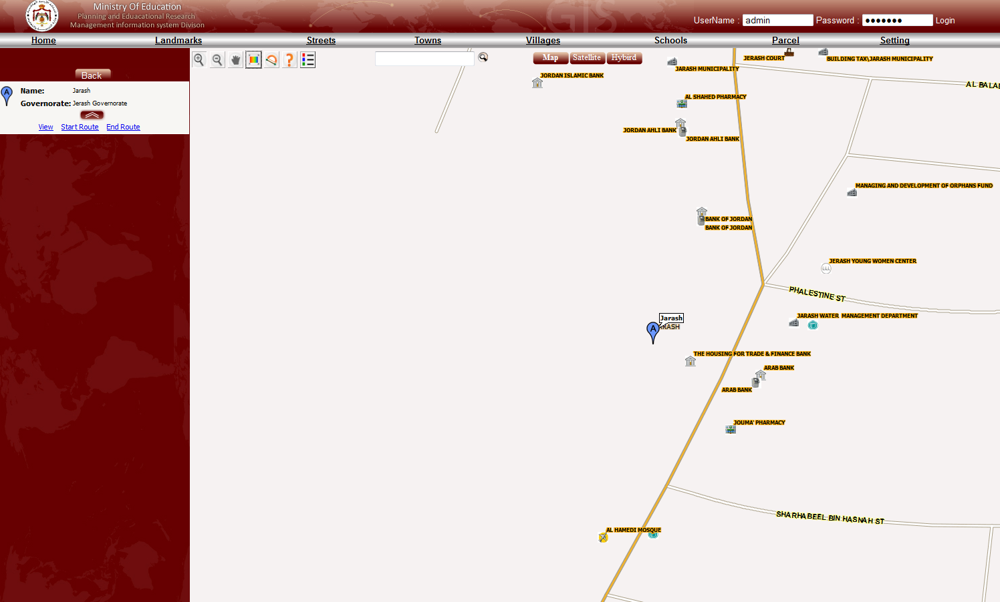 Ministry Of Education
Planning and Eduacational Research
Management information system Divison
GIS
UserName : admin Password : ●●●●●●● Login
Home Landmarks Streets Towns Villages Schools Parcel Setting
Back
A
Name: Jarash
Governorate: Jerash Governorate
View Start Route End Route
Map Satellite Hybird
JERASH COURT
BUILDING TAX\JARASH MUNICIPALITY
JARASH MUNICIPALITY
JORDAN ISLAMIC BANK
AL BALAD
AL SHAHED PHARMACY
JORDAN AHLI BANK
JORDAN AHLI BANK
MANAGING AND DEVELOPMENT OF ORPHANS FUND
BANK OF JORDAN
BANK OF JORDAN
JERASH YOUNG WOMEN CENTER
PHALESTINE ST
JARASH WATER MANAGEMENT DEPARTMENT
Jarash
A
ARASH
THE HOUSING FOR TRADE & FINANCE BANK
ARAB BANK
ARAB BANK
JOUMA' PHARMACY
SHARHABEEL BIN HASNAH ST
AL HAMEDI MOSQUE